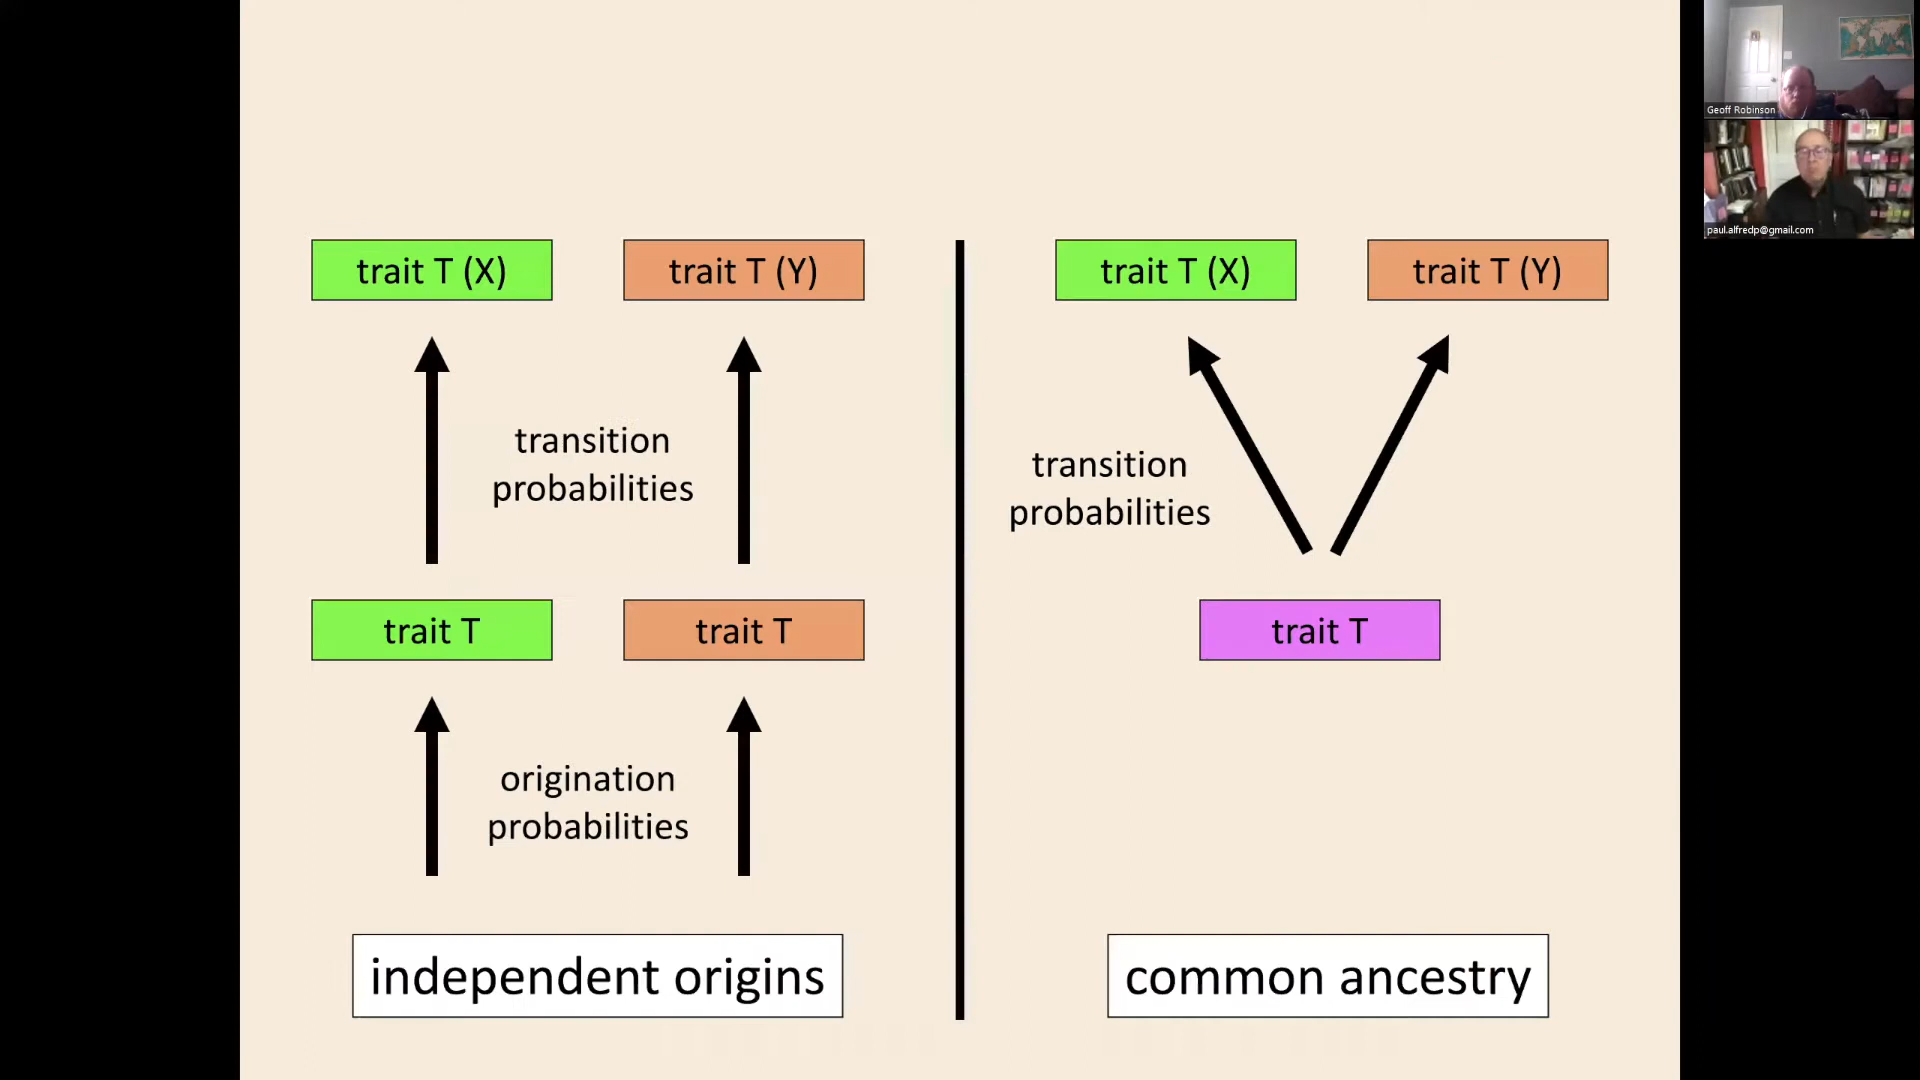 trait T (X)
trait T (Y)
transition
probabilities
trait T
trait T
origination
probabilities
independent origins
trait T (X)
trait T (Y)
transition
probabilities
trait T
common ancestry
Geoff Robinson
paul.alfredp@gmail.com